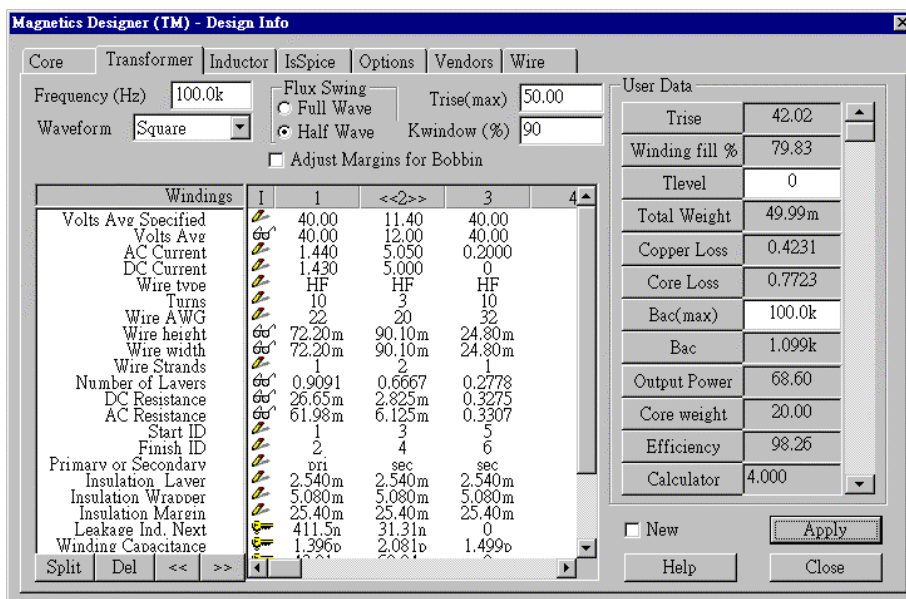 Magnetics Designer (TM) - Design Info
Core Transformer Inductor IsSpice Options Vendors Wire
Frequency (Hz) 100.0k
Waveform Square
Flux Swing
Full Wave
Half Wave
Trise(max) 50.00
Kwindow (%) 90
Adjust Margins for Bobbin
Windings I 1 <<2>> 3 4
Volts Avg Specified 40.00 11.40 40.00
Volts Avg 40.00 12.00 40.00
AC Current 1.440 5.050 0.2000
DC Current 1.430 5.000 0
Wire type HF HF HF
Turns 10 3 10
Wire AWG 22 20 32
Wire height 72.20m 90.10m 24.80m
Wire width 72.20m 90.10m 24.80m
Wire Strands 1 2 1
Number of Layers 0.9091 0.6667 0.2778
DC Resistance 26.65m 2.825m 0.3275
AC Resistance 61.98m 6.125m 0.3307
Start ID 1 3 5
Finish ID 2 4 6
Primary or Secondary pri sec sec
Insulation Layer 2.540m 2.540m 2.540m
Insulation Wrapper 5.080m 5.080m 5.080m
Insulation Margin 25.40m 25.40m 25.40m
Leakage Ind. Next 411.5n 31.31n 0
Winding Capacitance 1.396p 2.081p 1.499p
Split Del << >>
User Data
Trise 42.02
Winding fill % 79.83
Tlevel 0
Total Weight 49.99m
Copper Loss 0.4231
Core Loss 0.7723
Bac(max) 100.0k
Bac 1.099k
Output Power 68.60
Core weight 20.00
Efficiency 98.26
Calculator 4.000
New Apply
Help Close